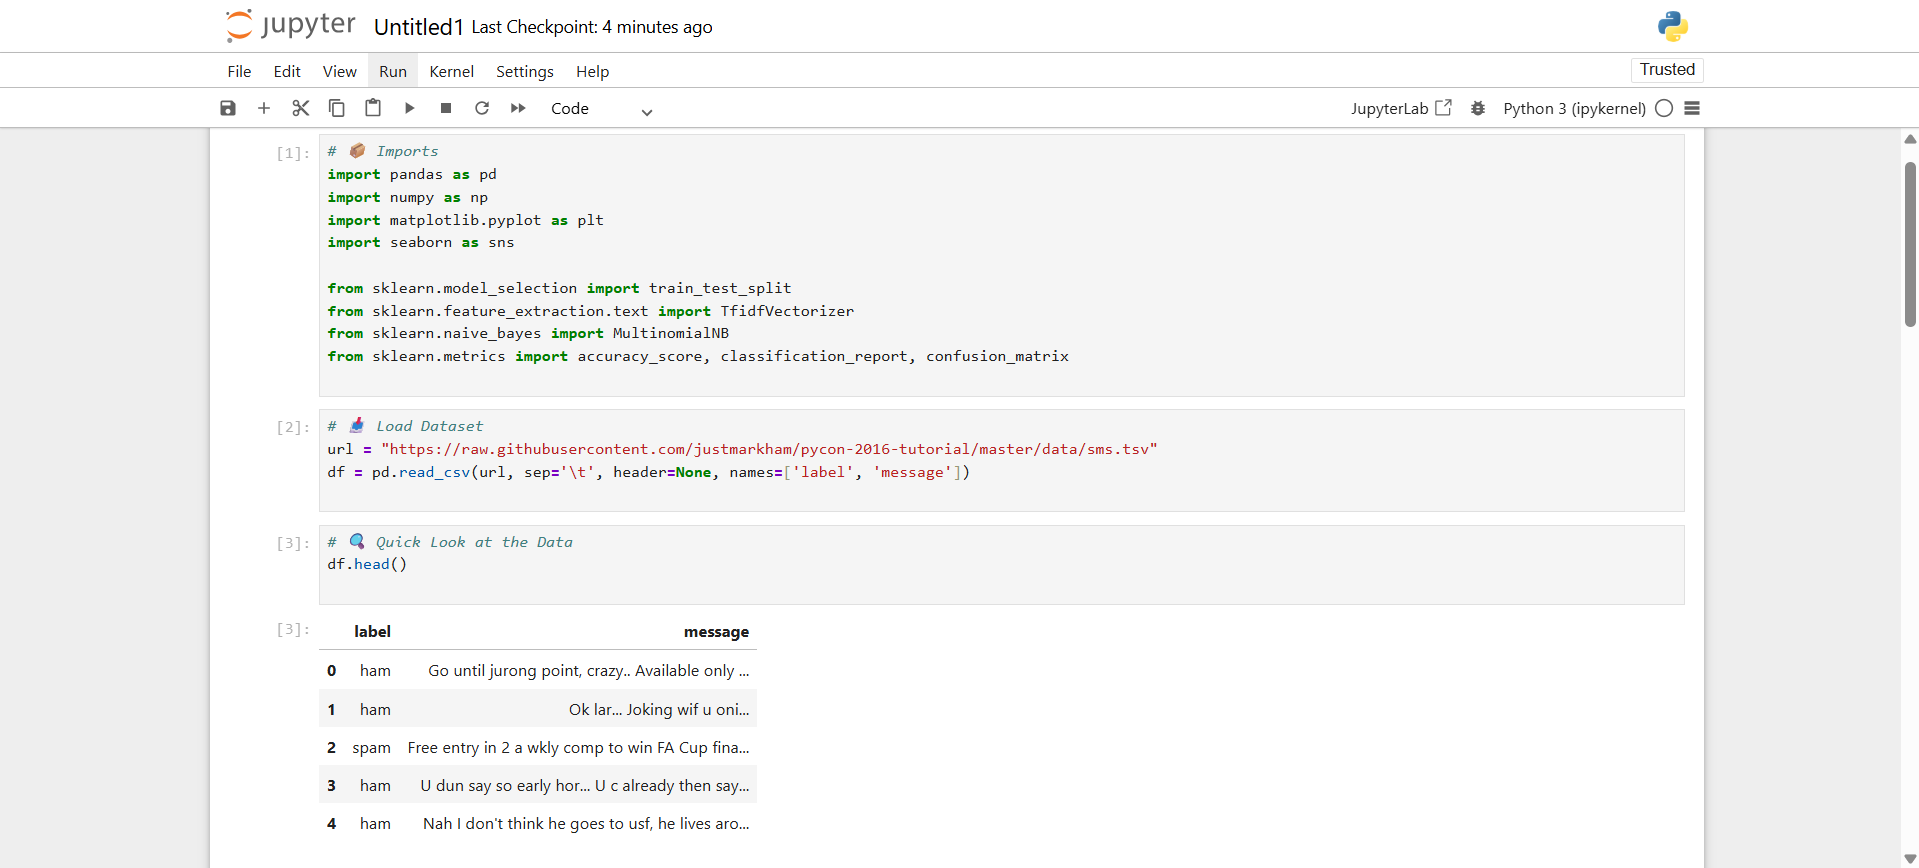 jupyter Untitled1 Last Checkpoint: 4 minutes ago
File Edit View Run Kernel Settings Help Trusted
Code JupyterLab Python 3 (ipykernel)
[1]: # 📦 Imports
import pandas as pd
import numpy as np
import matplotlib.pyplot as plt
import seaborn as sns
from sklearn.model_selection import train_test_split
from sklearn.feature_extraction.text import TfidfVectorizer
from sklearn.naive_bayes import MultinomialNB
from sklearn.metrics import accuracy_score, classification_report, confusion_matrix
[2]: # 📥 Load Dataset
url = "https://raw.githubusercontent.com/justmarkham/pycon-2016-tutorial/master/data/sms.tsv"
df = pd.read_csv(url, sep='\t', header=None, names=['label', 'message'])
[3]: # 🔍 Quick Look at the Data
df.head()
[3]: label message
0 ham Go until jurong point, crazy.. Available only ...
1 ham Ok lar... Joking wif u oni...
2 spam Free entry in 2 a wkly comp to win FA Cup fina...
3 ham U dun say so early hor... U c already then say...
4 ham Nah I don't think he goes to usf, he lives aro...